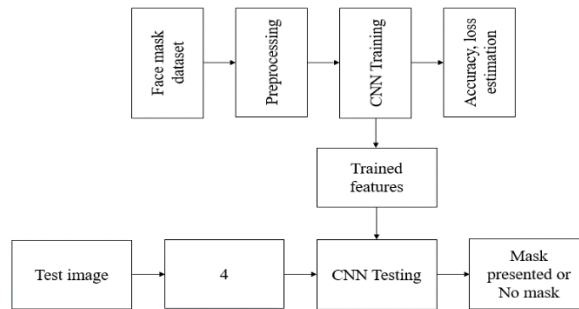 Face mask
dataset
Preprocessing
CNN Training
Accuracy, loss
estimation
Trained
features
Test image
4
CNN Testing
Mask
presented or
No mask